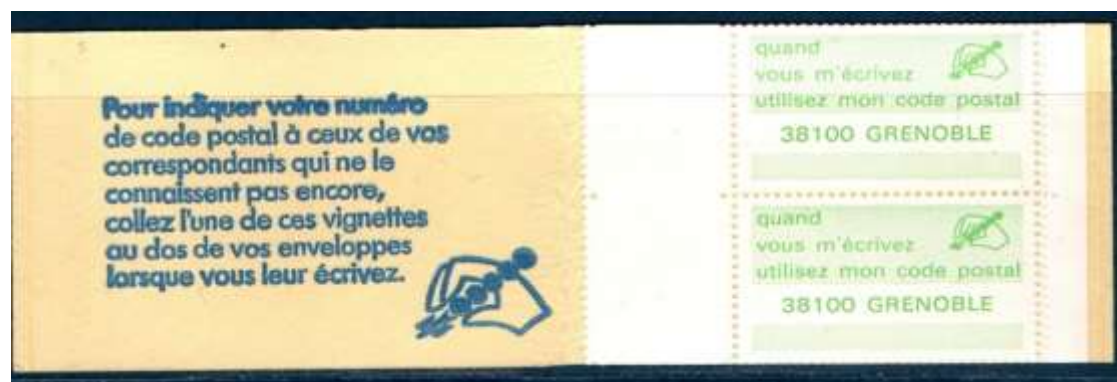 Pour indiquer votre numéro
de code postal à ceux de vos
correspondants qui ne le
connaissent pas encore,
collez l'une de ces vignettes
au dos de vos enveloppes
lorsque vous leur écrivez.
quand
vous m'écrivez
utilisez mon code postal
38100 GRENOBLE
quand
vous m'écrivez
utilisez mon code postal
38100 GRENOBLE